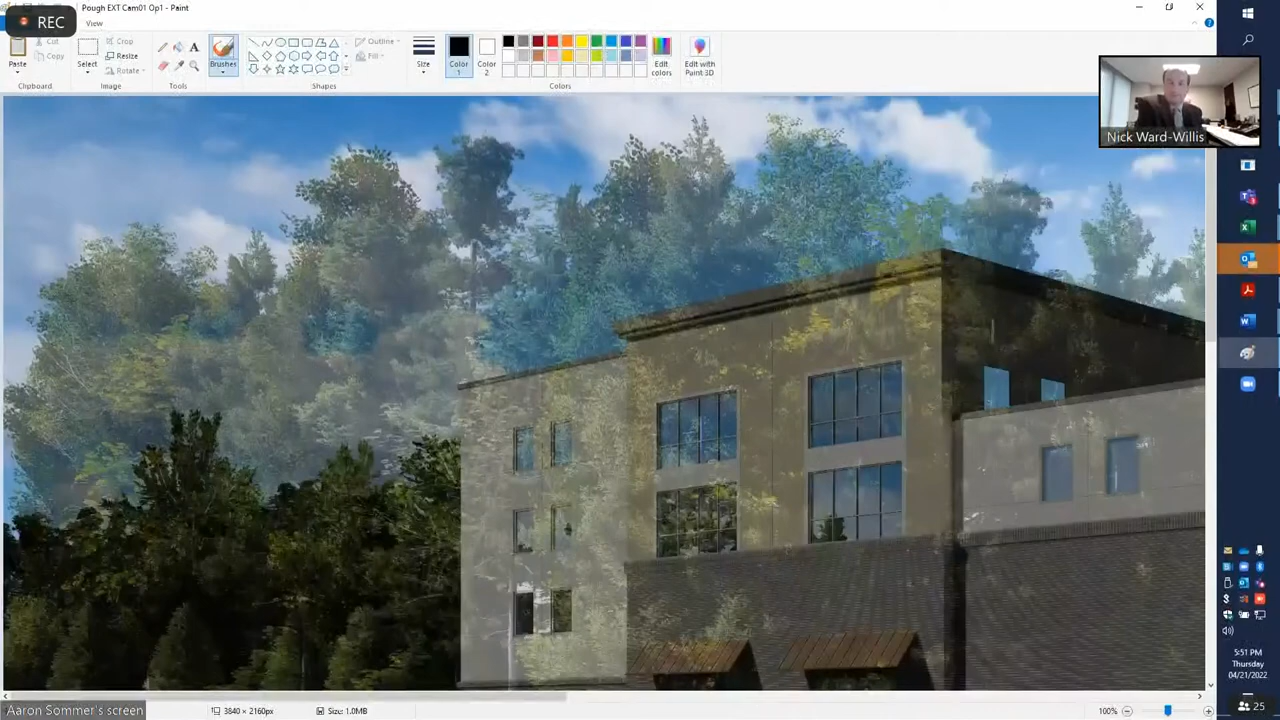 Pough EXT Cam01 Op1 - Paint
REC
View
Cut
Copy
Paste
Clipboard
Crop
Resize
Rotate
Select
Image
A
Tools
Brushes
Outline
Fill
Shapes
Size
Color 1
Color 2
Edit colors
Colors
Edit with Paint 3D
Nick Ward-Willis
5:51 PM
Thursday
04/21/2022
25
Aaron Sommer's screen
3840 × 2160px
Size: 1.0MB
100%